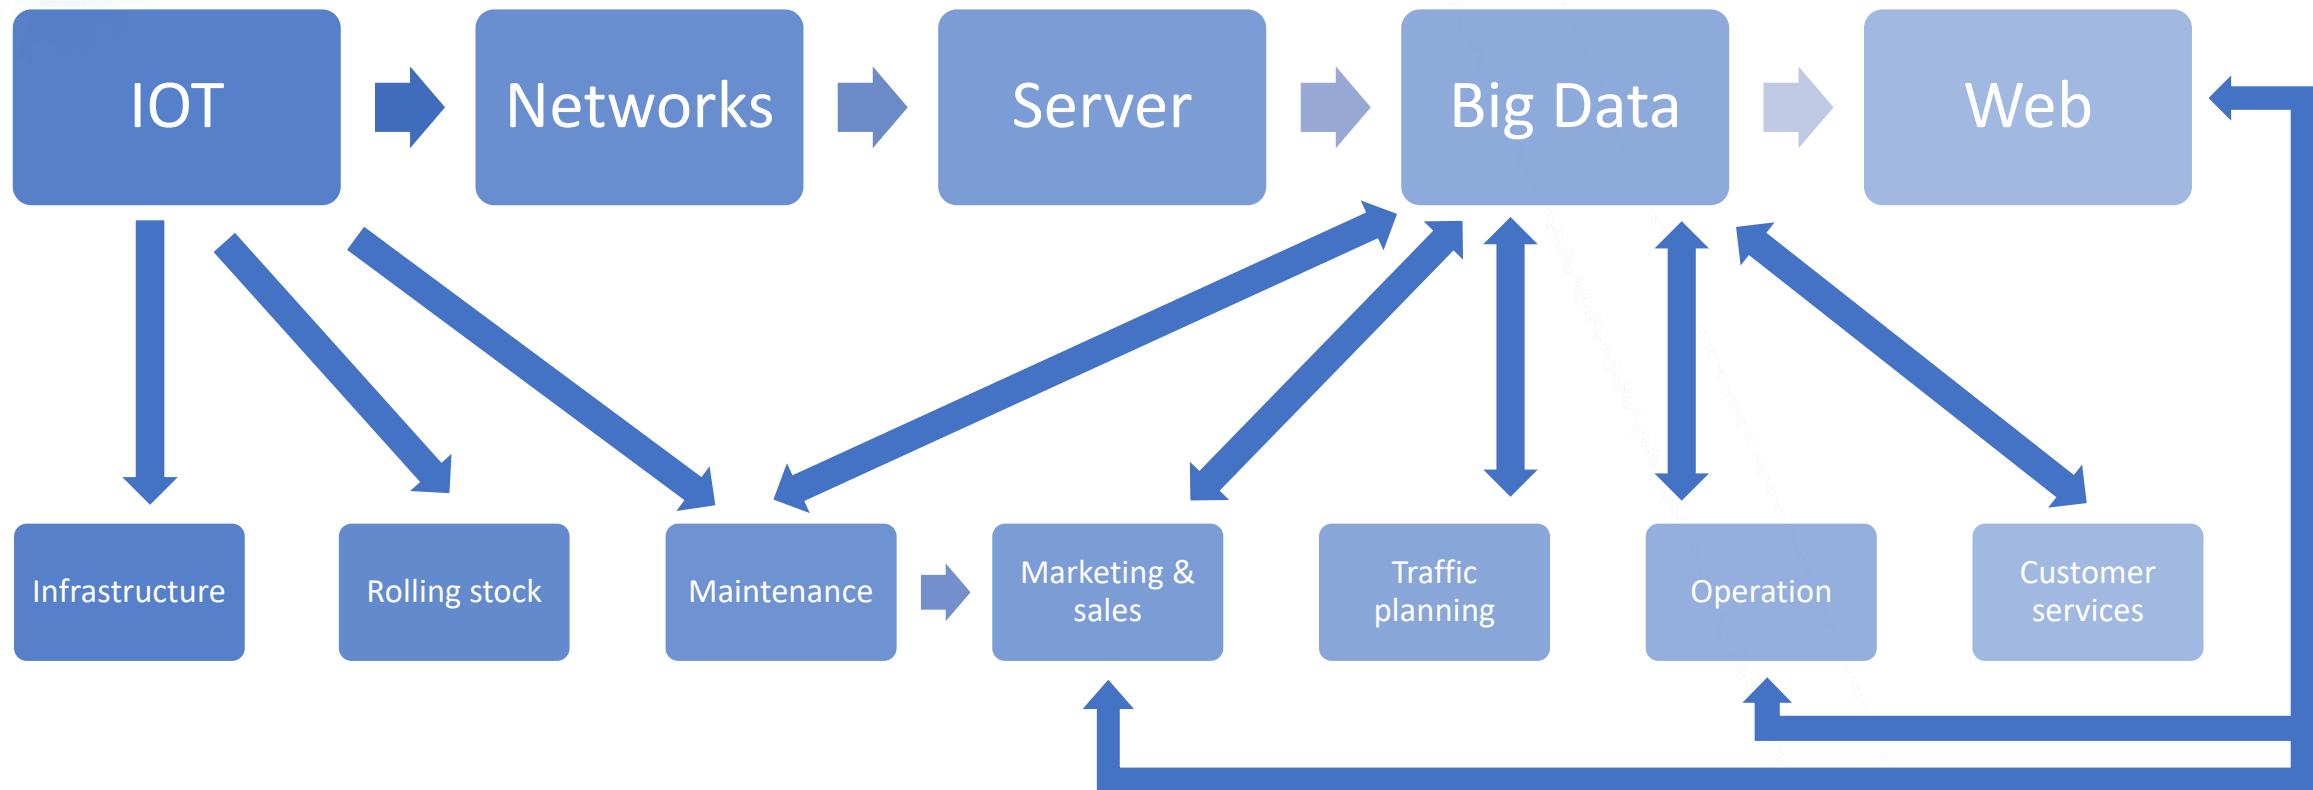 IOT
Networks
Server
Big Data
Web
Infrastructure
Rolling stock
Maintenance
Marketing &
sales
Traffic
planning
Operation
Customer
services